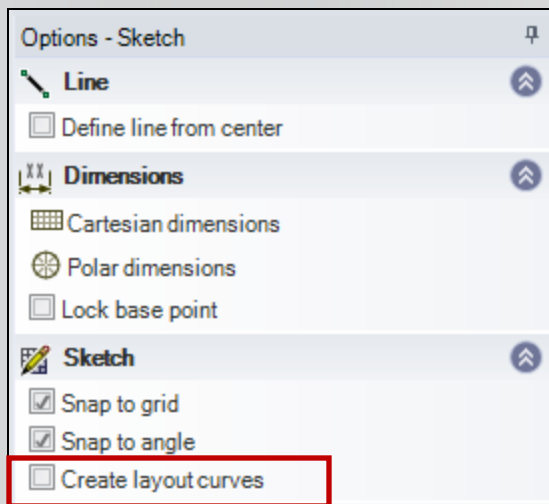 Options - Sketch
Line
Define line from center
Dimensions
Cartesian dimensions
Polar dimensions
Lock base point
Sketch
Snap to grid
Snap to angle
Create layout curves